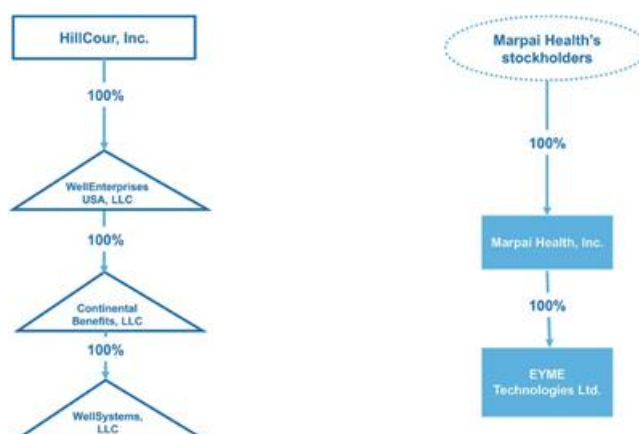 HillCour, Inc.
100%
WellEnterprises
USA, LLC
100%
Continental
Benefits, LLC
100%
WellSystems,
LLC
Marpai Health's
stockholders
100%
Marpai Health, Inc.
100%
EYME
Technologies Ltd.